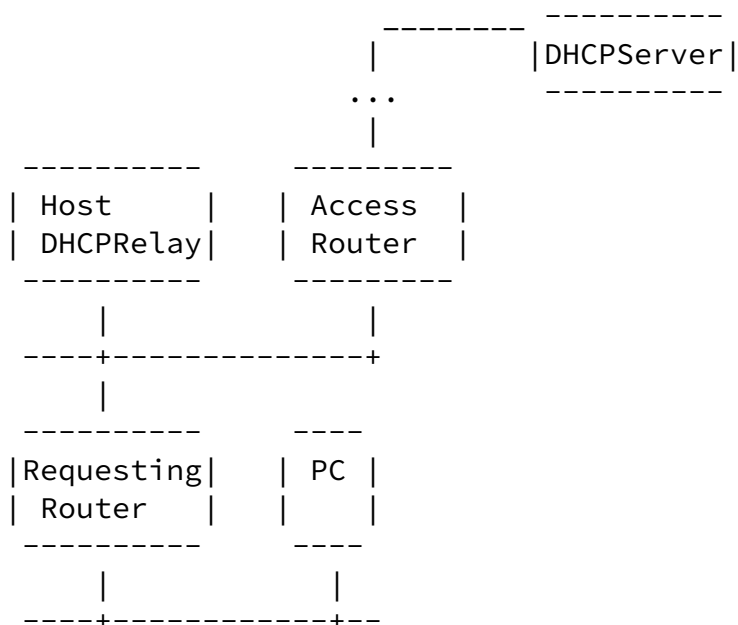 DHCPServer
...
Host Access
DHCPRelay Router
Requesting PC
Router